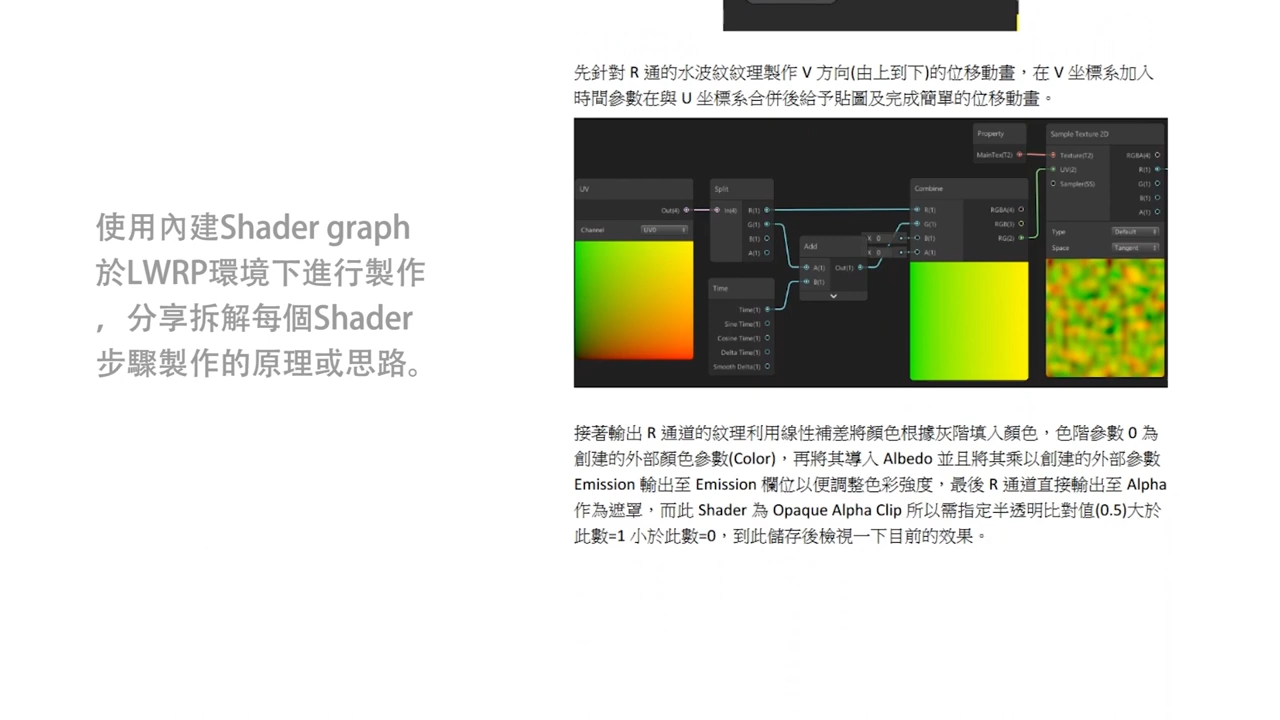 使用內建Shader graph
於LWRP環境下進行製作
，分享拆解每個Shader
步驟製作的原理或思路。
先針對 R 通的水波紋紋理製作 V 方向(由上到下)的位移動畫，在 V 坐標系加入
時間參數在與 U 坐標系合併後給予貼圖及完成簡單的位移動畫。
UV
Out(4)
Channel
UV0
Split
In(4)
R(1)
G(1)
B(1)
A(1)
Time
Time(1)
Sine Time(1)
Cosine Time(1)
Delta Time(1)
Smooth Delta(1)
Add
A(1)
B(1)
Out(1)
X 0
X 0
Combine
R(1)
G(1)
B(1)
A(1)
RGBA(4)
RGB(3)
RG(2)
Property
MainTex(T2)
Sample Texture 2D
Texture(T2)
UV(2)
Sampler(SS)
RGBA(4)
R(1)
G(1)
B(1)
A(1)
Type
Default
Space
Tangent
接著輸出 R 通道的紋理利用線性補差將顏色根據灰階填入顏色，色階參數 0 為
創建的外部顏色參數(Color)，再將其導入 Albedo 並且將其乘以創建的外部參數
Emission 輸出至 Emission 欄位以便調整色彩強度，最後 R 通道直接輸出至 Alpha
作為遮罩，而此 Shader 為 Opaque Alpha Clip 所以需指定半透明比對值(0.5)大於
此數=1 小於此數=0，到此儲存後檢視一下目前的效果。